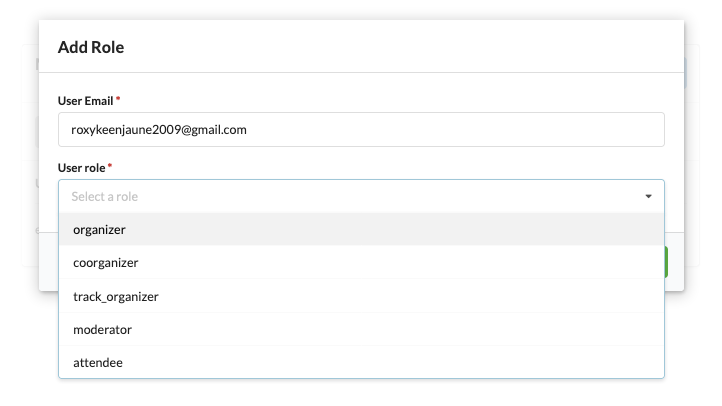 Add Role
User Email *
roxykeenjaune2009@gmail.com
User role *
Select a role
organizer
coorganizer
track_organizer
moderator
attendee